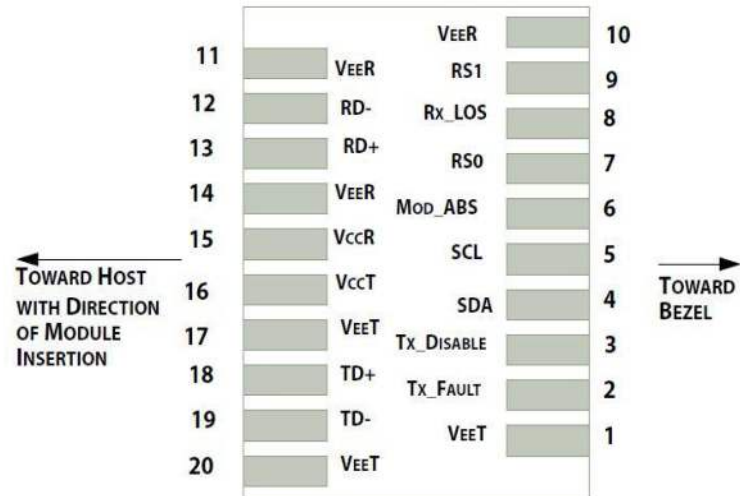 VEER 10
11 VEER
RS1 9
12 RD-
Rx_LOS 8
13 RD+
RS0 7
14 VEER
MOD_ABS 6
15 VCCR
SCL 5
TOWARD HOST
WITH DIRECTION
OF MODULE
INSERTION
16 VCCT
SDA 4
TOWARD
BEZEL
17 VEET
TX_DISABLE 3
18 TD+
TX_FAULT 2
19 TD-
VEET 1
20 VEET